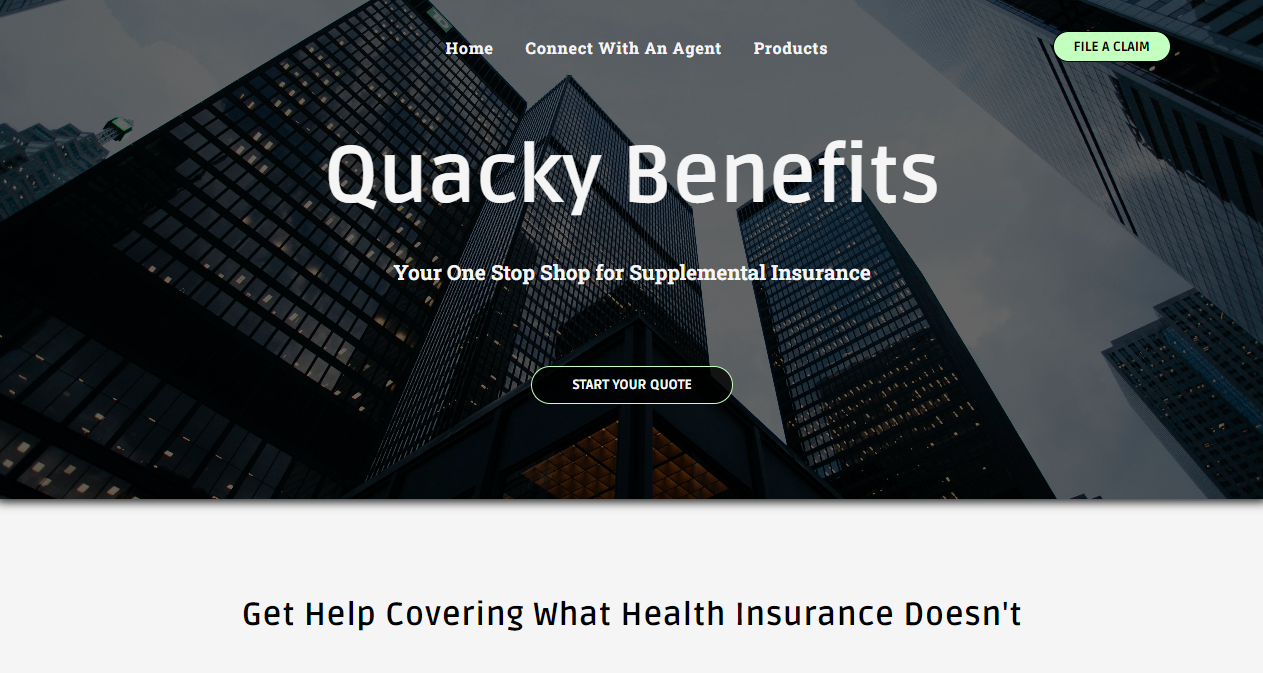 Home Connect With An Agent Products FILE A CLAIM
Quacky Benefits
Your One Stop Shop for Supplemental Insurance
START YOUR QUOTE
Get Help Covering What Health Insurance Doesn't